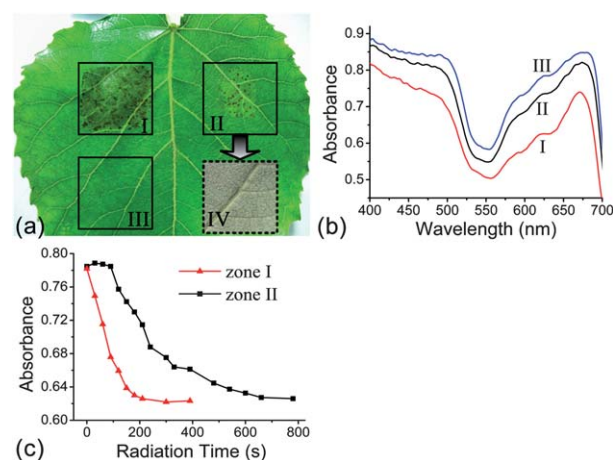 I
II
III
IV
(a)
0.9
0.8
0.7
0.6
0.5
Absorbance
III
II
I
400 450 500 550 600 650 700
Wavelength (nm)
(b)
0.80
0.76
0.72
0.68
0.64
0.60
Absorbance
zone I
zone II
0 200 400 600 800
Radiation Time (s)
(c)